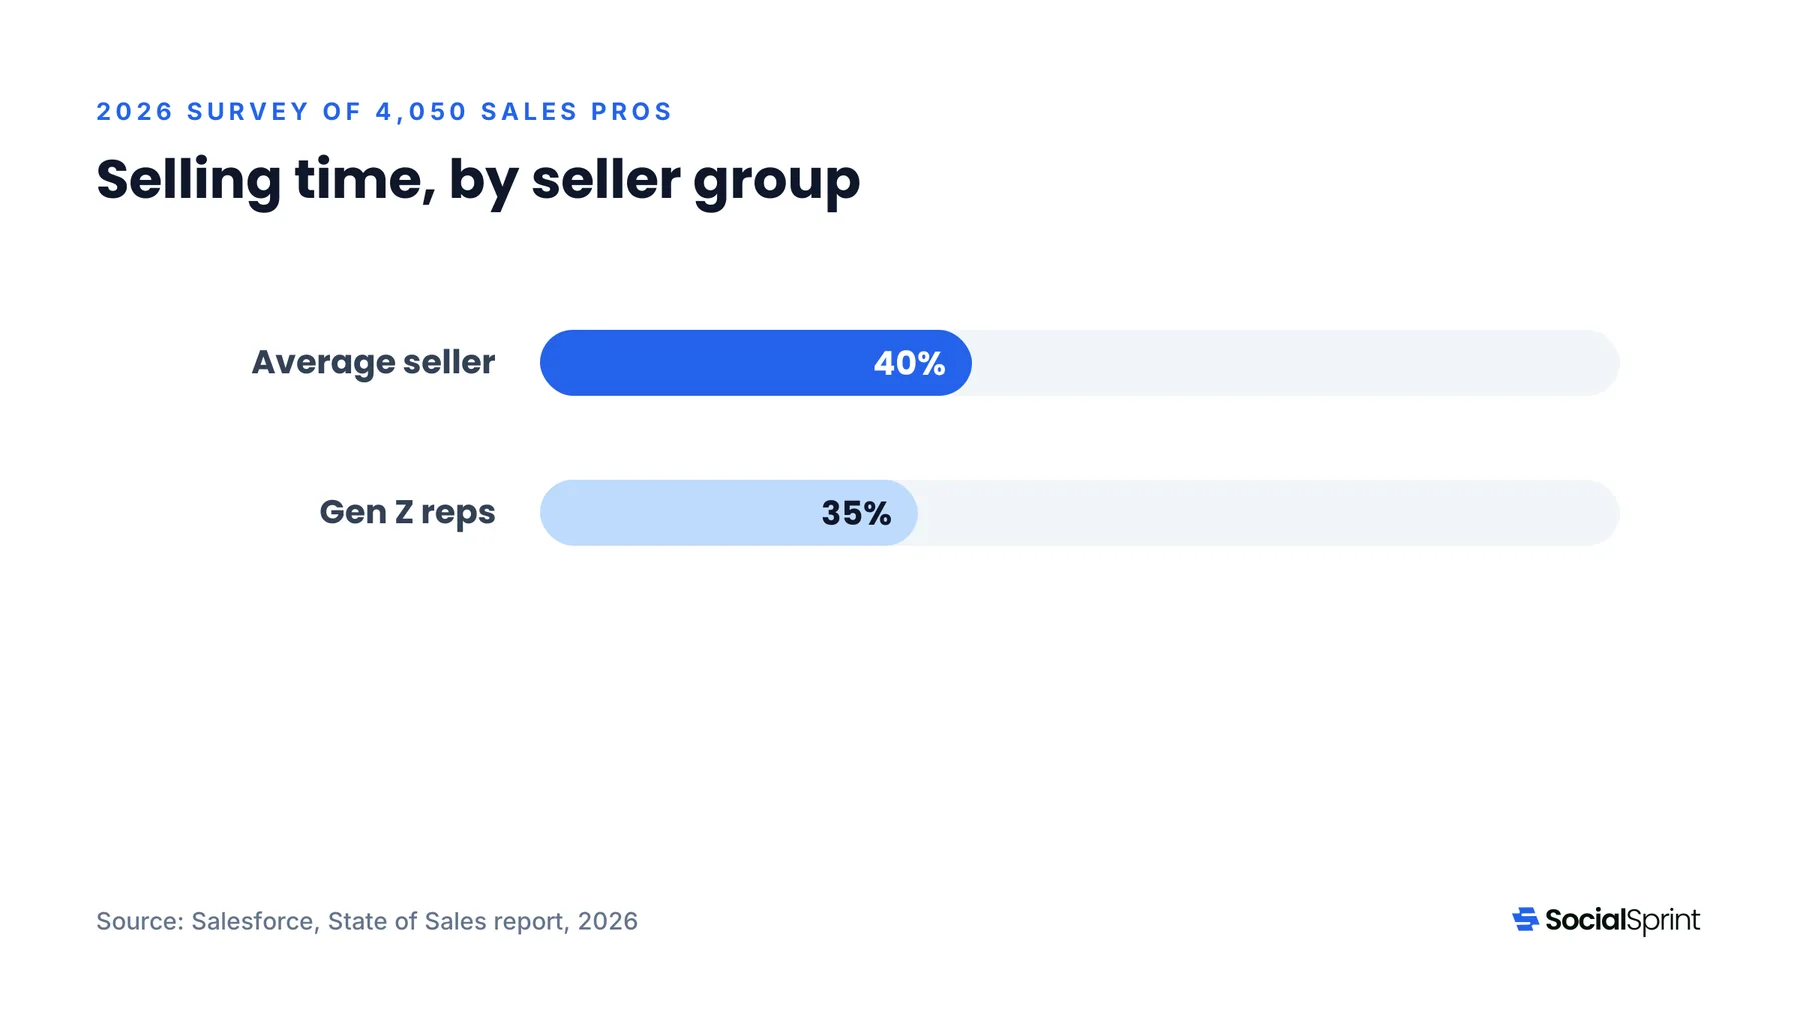 2026 SURVEY OF 4,050 SALES PROS
Selling time, by seller group
Average seller
40%
Gen Z reps
35%
Source: Salesforce, State of Sales report, 2026
SocialSprint